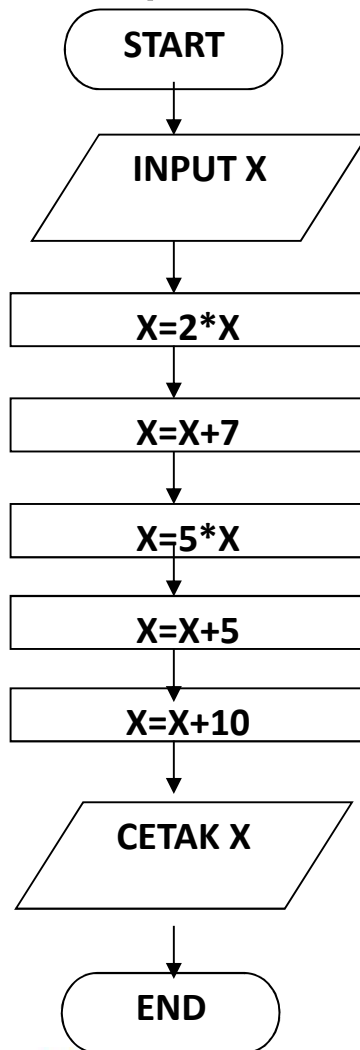 START
INPUT X
X=2*X
X=X+7
X=5*X
X=X+5
X=X+10
CETAK X
END